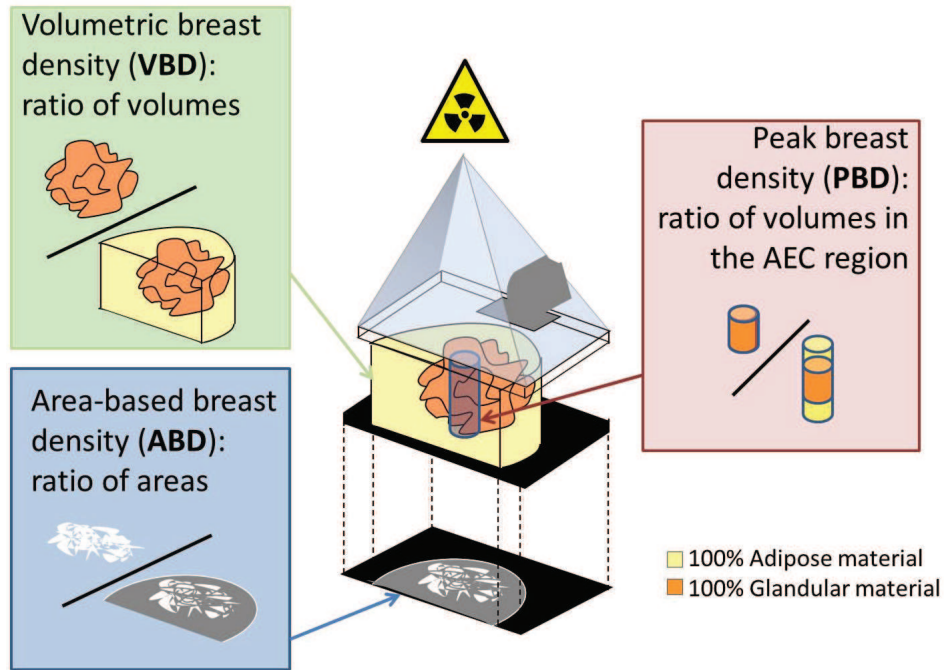 Volumetric breast
density (VBD):
ratio of volumes
Peak breast
density (PBD):
ratio of volumes in
the AEC region
Area-based breast
density (ABD):
ratio of areas
100% Adipose material
100% Glandular material